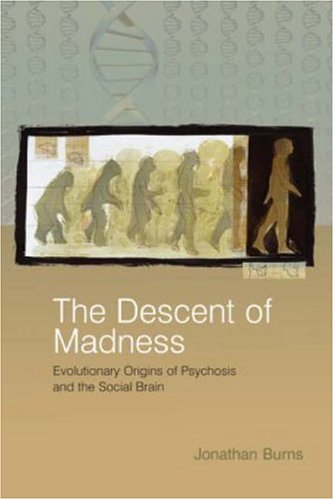 The Descent of
Madness
Evolutionary Origins of Psychosis
and the Social Brain
Jonathan Burns